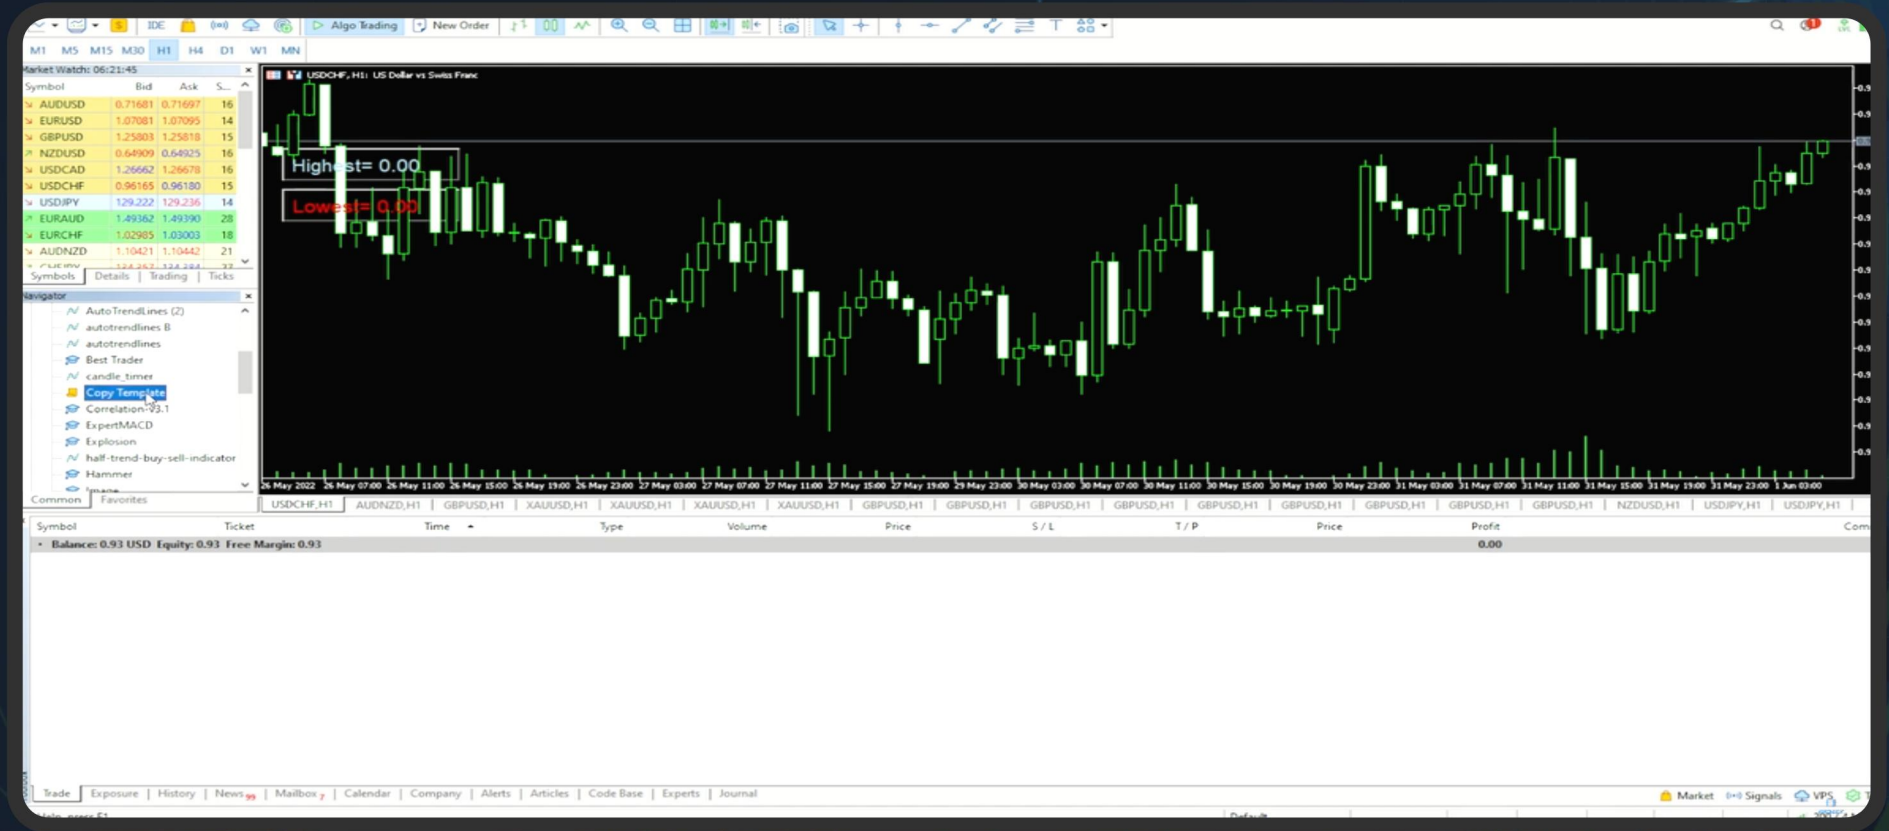 IDE Algo Trading New Order 1
M1 M5 M15 M30 H1 H4 D1 W1 MN
Market Watch: 06:21:45
Symbol Bid Ask S...
AUDUSD 0.71681 0.71697 16
EURUSD 1.07081 1.07095 14
GBPUSD 1.25803 1.25818 15
NZDUSD 0.64909 0.64925 16
USDCAD 1.26662 1.26678 16
USDCHF 0.96165 0.96180 15
USDJPY 129.222 129.236 14
EURAUD 1.49362 1.49390 28
EURCHF 1.02985 1.03003 18
AUDNZD 1.10421 1.10442 21
Symbols Details Trading Ticks
Navigator
AutoTrendLines (2)
autotrendlines B
autotrendlines
Best Trader
candle_timer
Copy Template
Correlation-V3.1
ExpertMACD
Explosion
half-trend-buy-sell-indicator
Hammer
Common Favorites
USDCHF, H1: US Dollar vs Swiss Franc
Highest= 0.00
Lowest= 0.00
26 May 2022 26 May 07:00 26 May 11:00 26 May 15:00 26 May 19:00 26 May 23:00 27 May 03:00 27 May 07:00 27 May 11:00 27 May 15:00 27 May 19:00 29 May 23:00 30 May 03:00 30 May 07:00 30 May 11:00 30 May 15:00 30 May 19:00 30 May 23:00 31 May 03:00 31 May 07:00 31 May 11:00 31 May 15:00 31 May 19:00 31 May 23:00 1 Jun 03:00
USDCHF,H1 AUDNZD,H1 GBPUSD,H1 XAUUSD,H1 XAUUSD,H1 XAUUSD,H1 XAUUSD,H1 GBPUSD,H1 GBPUSD,H1 GBPUSD,H1 GBPUSD,H1 GBPUSD,H1 GBPUSD,H1 GBPUSD,H1 GBPUSD,H1 GBPUSD,H1 NZDUSD,H1 USDJPY,H1 USDJPY,H1
Symbol Ticket Time Type Volume Price S / L T / P Price Profit Com
Balance: 0.93 USD Equity: 0.93 Free Margin: 0.93 0.00
Trade Exposure History News 99 Mailbox 7 Calendar Company Alerts Articles Code Base Experts Journal
Market Signals VPS
Default